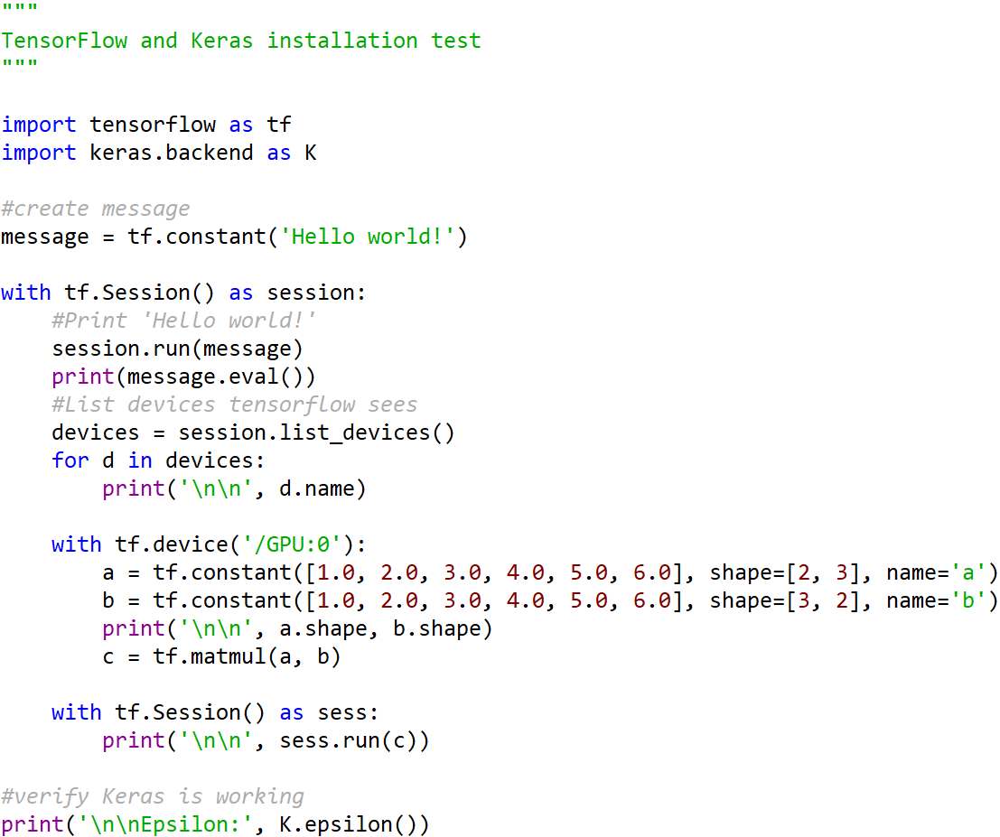 """
TensorFlow and Keras installation test
"""

import tensorflow as tf
import keras.backend as K

#create message
message = tf.constant('Hello world!')

with tf.Session() as session:
    #Print 'Hello world!'
    session.run(message)
    print(message.eval())
    #List devices tensorflow sees
    devices = session.list_devices()
    for d in devices:
        print('\n\n', d.name)

    with tf.device('/GPU:0'):
        a = tf.constant([1.0, 2.0, 3.0, 4.0, 5.0, 6.0], shape=[2, 3], name='a')
        b = tf.constant([1.0, 2.0, 3.0, 4.0, 5.0, 6.0], shape=[3, 2], name='b')
        print('\n\n', a.shape, b.shape)
        c = tf.matmul(a, b)

    with tf.Session() as sess:
        print('\n\n', sess.run(c))

#verify Keras is working
print('\n\nEpsilon:', K.epsilon())